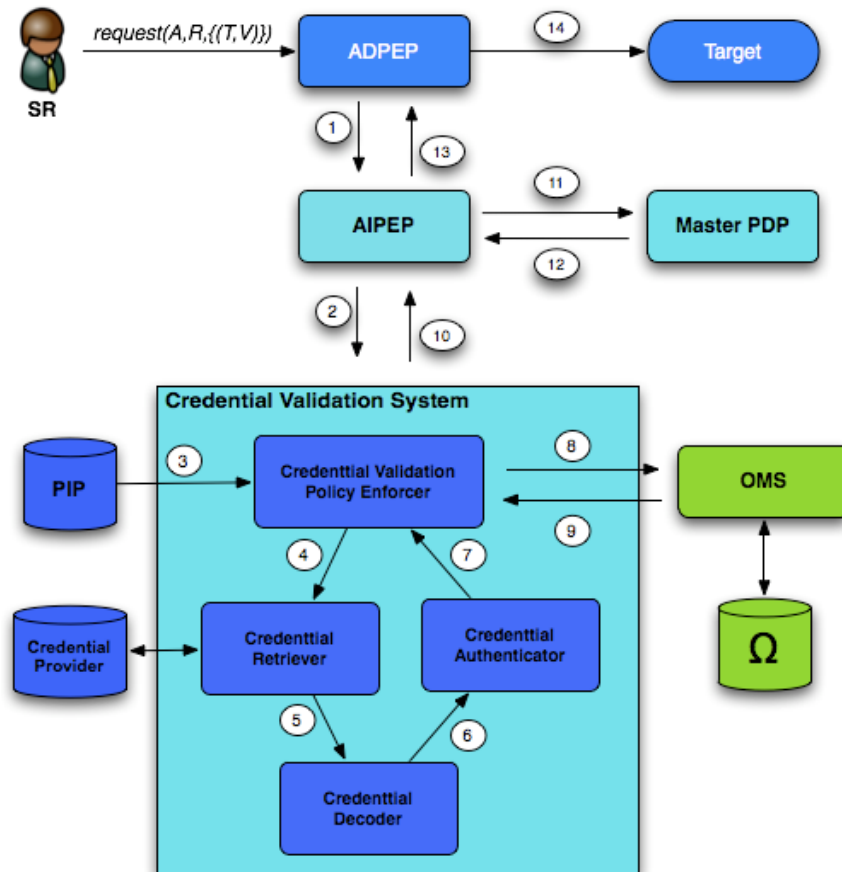 request(A,R,{(T,V)})
ADPEP
14
Target
SR
1
13
AIPEP
11
Master PDP
12
2
10
Credential Validation System
PIP
3
Credenttial Validation
Policy Enforcer
8
OMS
9
4
7
Credential
Provider
Credenttial
Retriever
Credenttial
Authenticator
Ω
5
6
Credenttial
Decoder